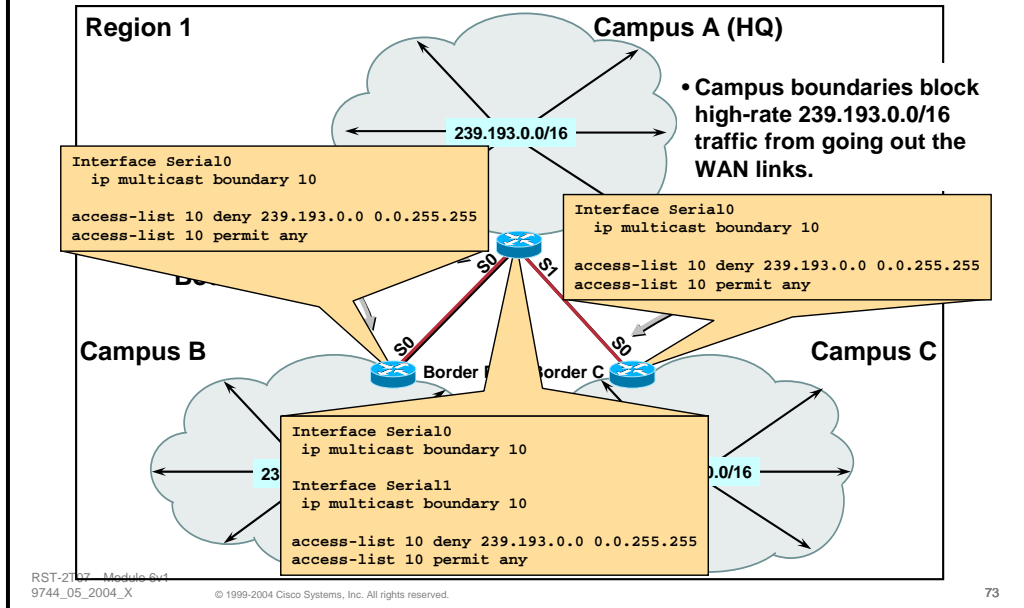 Region 1
Campus A (HQ)
• Campus boundaries block
high-rate 239.193.0.0/16
traffic from going out the
WAN links.
239.193.0.0/16
Interface Serial0
ip multicast boundary 10
access-list 10 deny 239.193.0.0 0.0.255.255
access-list 10 permit any
Interface Serial0
ip multicast boundary 10
access-list 10 deny 239.193.0.0 0.0.255.255
access-list 10 permit any
S0
S1
S0
S0
Campus B
Border
Border C
Campus C
23
0.0/16
Interface Serial0
ip multicast boundary 10
Interface Serial1
ip multicast boundary 10
access-list 10 deny 239.193.0.0 0.0.255.255
access-list 10 permit any
RST-2T07 - Module 6v1
9744_05_2004_X
© 1999-2004 Cisco Systems, Inc. All rights reserved.
73